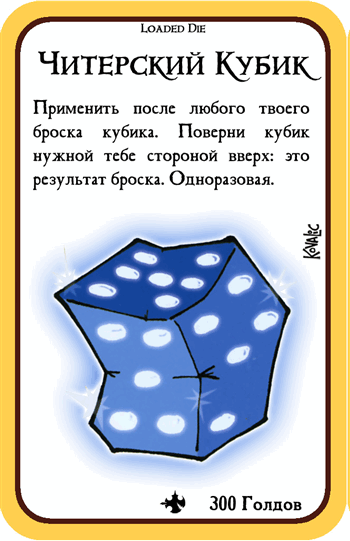 Loaded Die
Читерский Кубик
Применить после любого твоего
броска кубика. Поверни кубик
нужной тебе стороной вверх: это
результат броска. Одноразовая.
Kovalic
300 Голдов